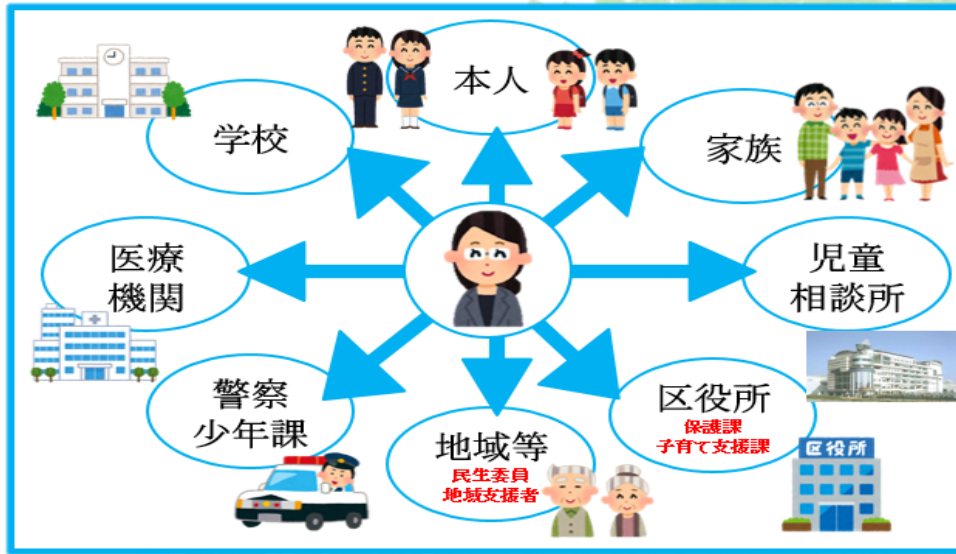 本人
学校
家族
医療
機関
児童
相談所
警察
少年課
地域等
民生委員
地域支援者
区役所
保護課
子育て支援課
区役所